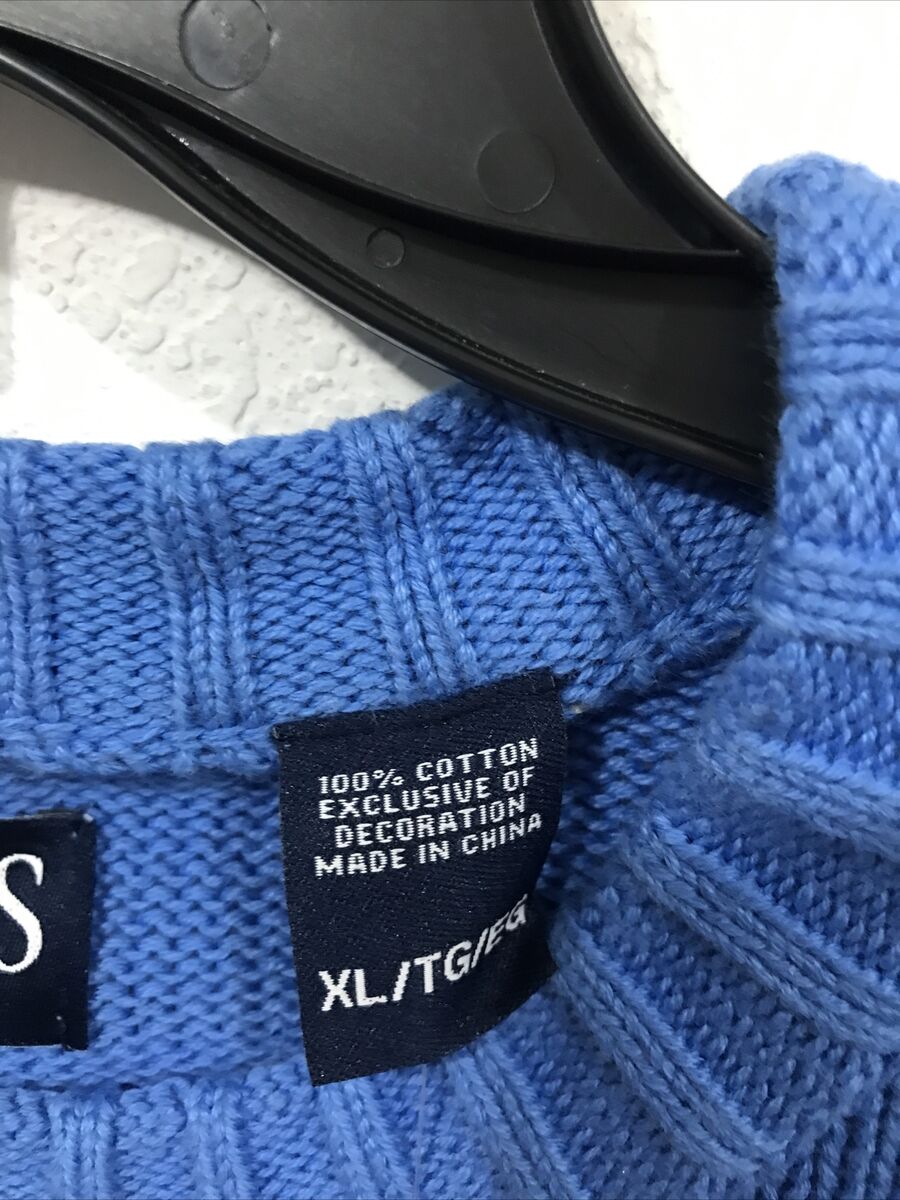 100% COTTON
EXCLUSIVE OF
DECORATION
MADE IN CHINA
XL/TG/EG
S